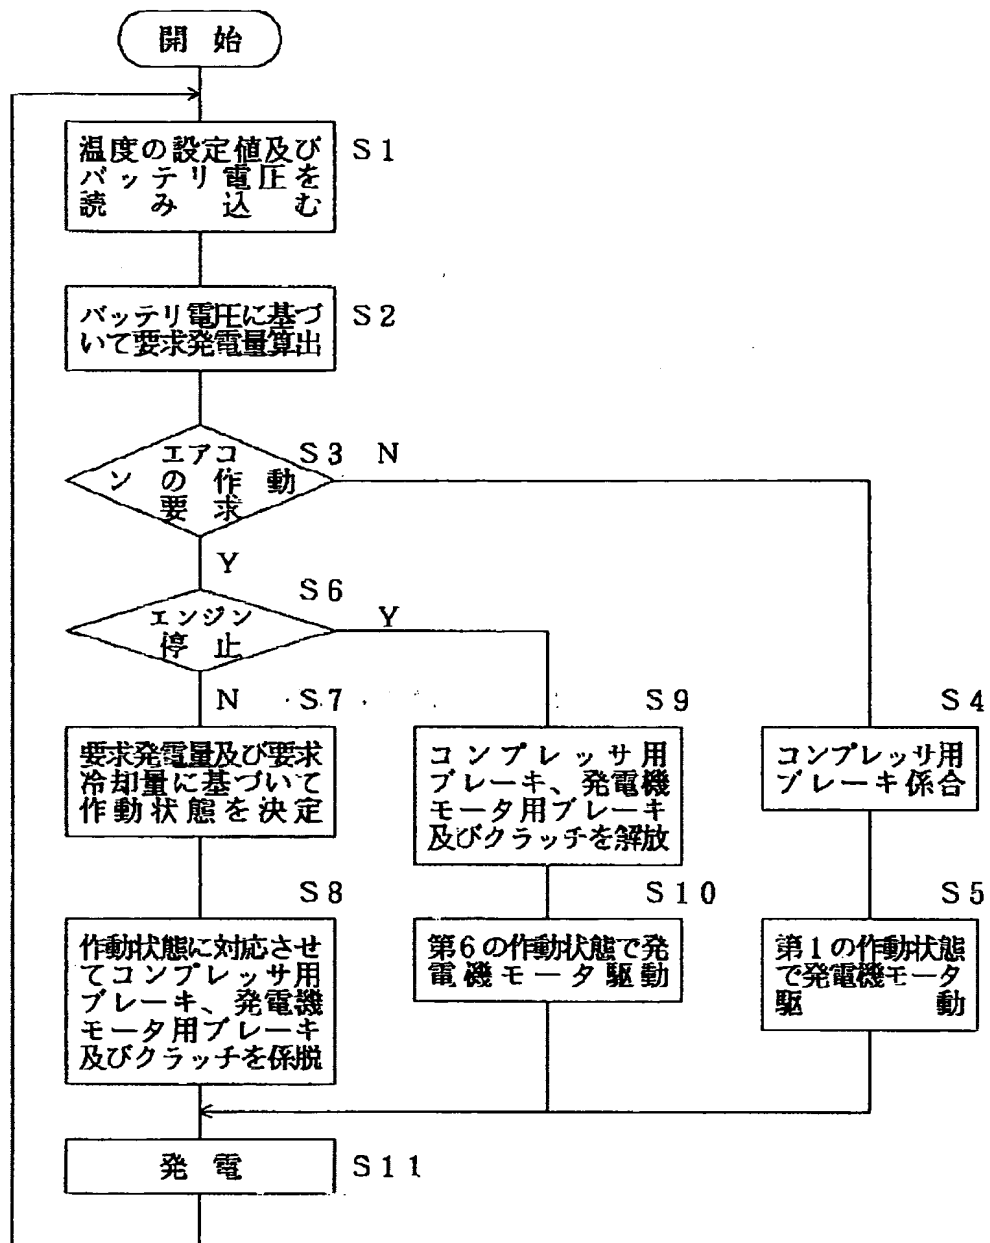 開始
温度の設定値及び
バッテリ電圧を
読み込む
S1
バッテリ電圧に基づ
いて要求発電量算出
S2
エアコ
ンの作動
要求
S3
N
Y
S6
エンジン
停止
Y
N
S7
要求発電量及び要求
冷却量に基づいて
作動状態を決定
S9
コンプレッサ用
ブレーキ、発電機
モータ用ブレーキ
及びクラッチを解放
S4
コンプレッサ用
ブレーキ係合
S8
作動状態に対応させ
てコンプレッサ用
ブレーキ、発電機
モータ用ブレーキ
及びクラッチを係脱
S10
第6の作動状態で発
電機モータ駆動
S5
第1の作動状態
で発電機モータ
駆動
発電
S11